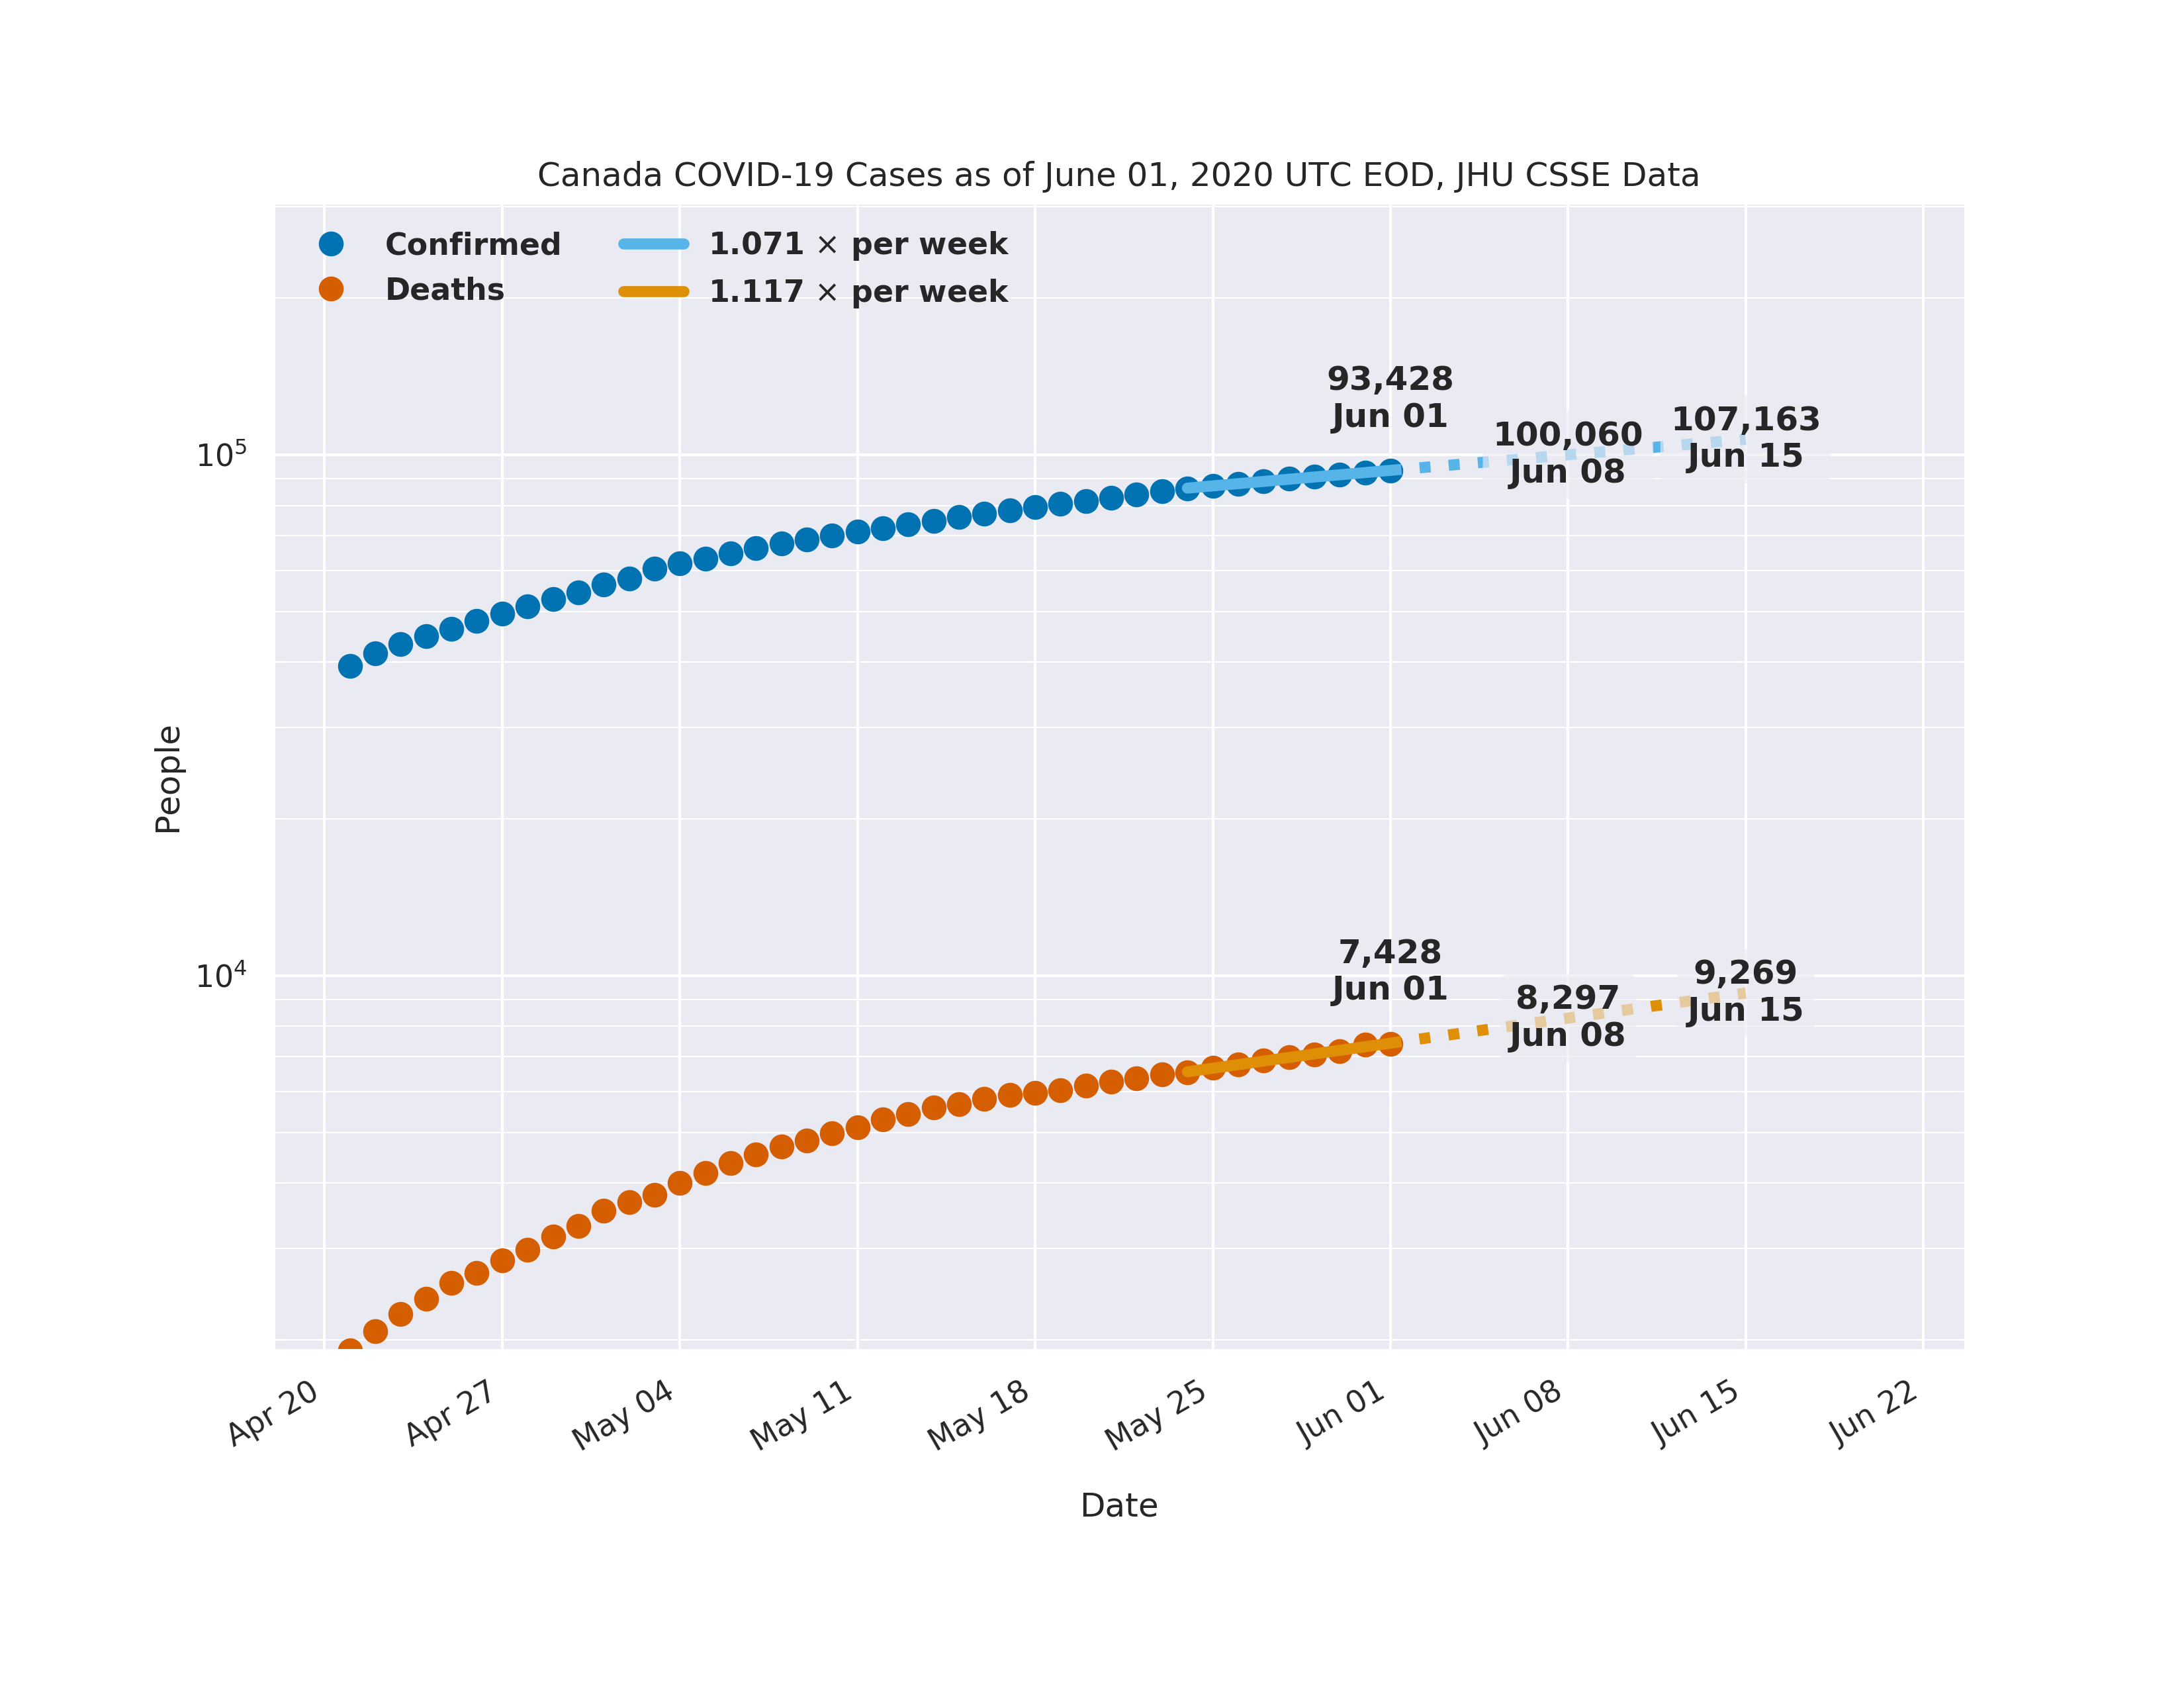 Canada COVID-19 Cases as of June 01, 2020 UTC EOD, JHU CSSE Data
Confirmed
Deaths
1.071 × per week
1.117 × per week
93,428
Jun 01
100,060
Jun 08
107,163
Jun 15
10^5
People
10^4
7,428
Jun 01
8,297
Jun 08
9,269
Jun 15
Apr 20
Apr 27
May 04
May 11
May 18
May 25
Jun 01
Jun 08
Jun 15
Jun 22
Date